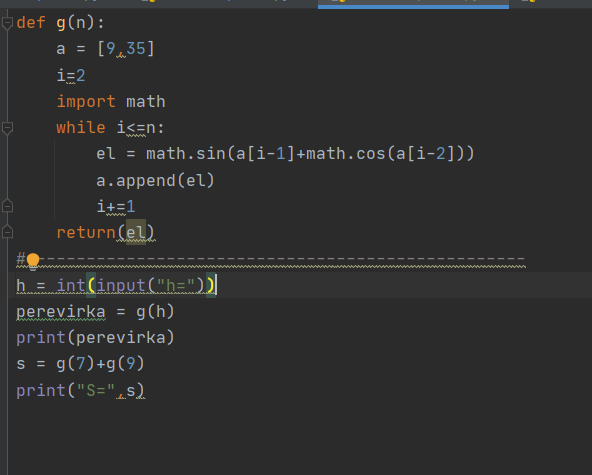 def g(n):
    a = [9,35]
    i=2
    import math
    while i<=n:
        el = math.sin(a[i-1]+math.cos(a[i-2]))
        a.append(el)
        i+=1
    return(el)
#---------------------------------------------------
h = int(input("h="))
perevirka = g(h)
print(perevirka)
s = g(7)+g(9)
print("S=",s)